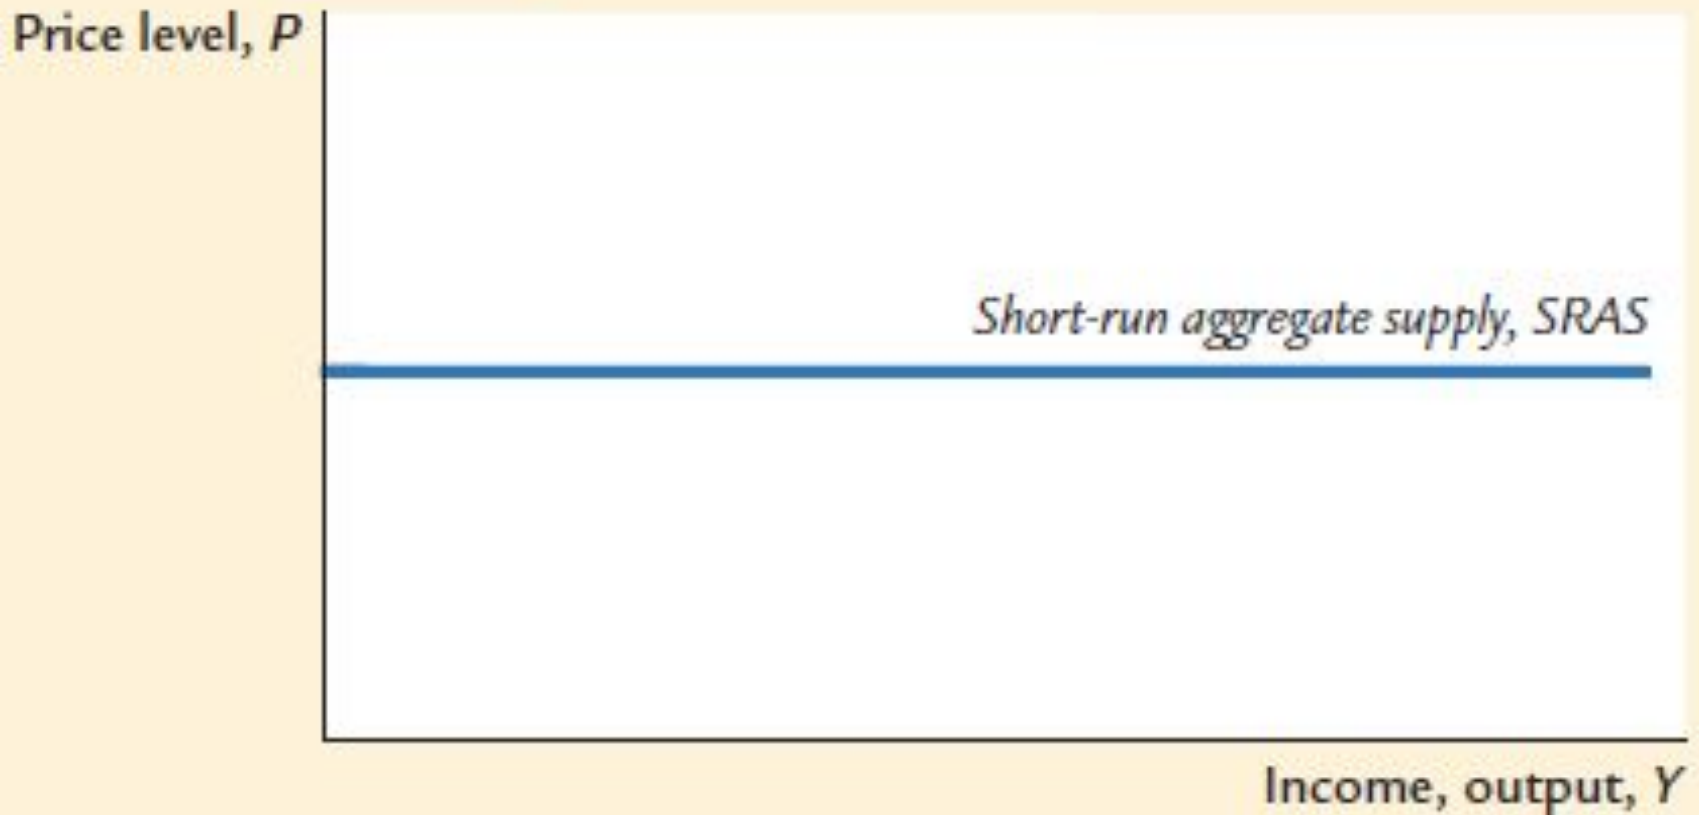 Price level, P
Short-run aggregate supply, SRAS
Income, output, Y